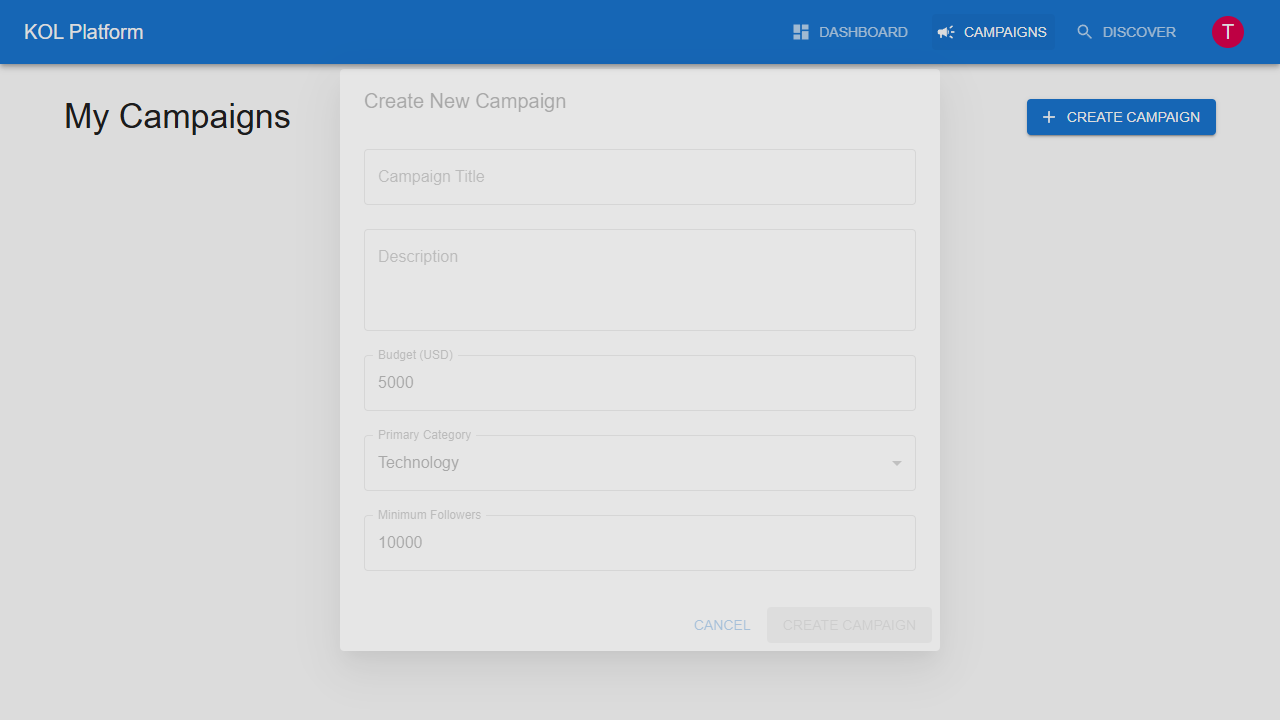 KOL Platform
DASHBOARD
CAMPAIGNS
DISCOVER
T
My Campaigns
CREATE CAMPAIGN
Create New Campaign
Campaign Title
Description
Budget (USD)
5000
Primary Category
Technology
Minimum Followers
10000
CANCEL
CREATE CAMPAIGN